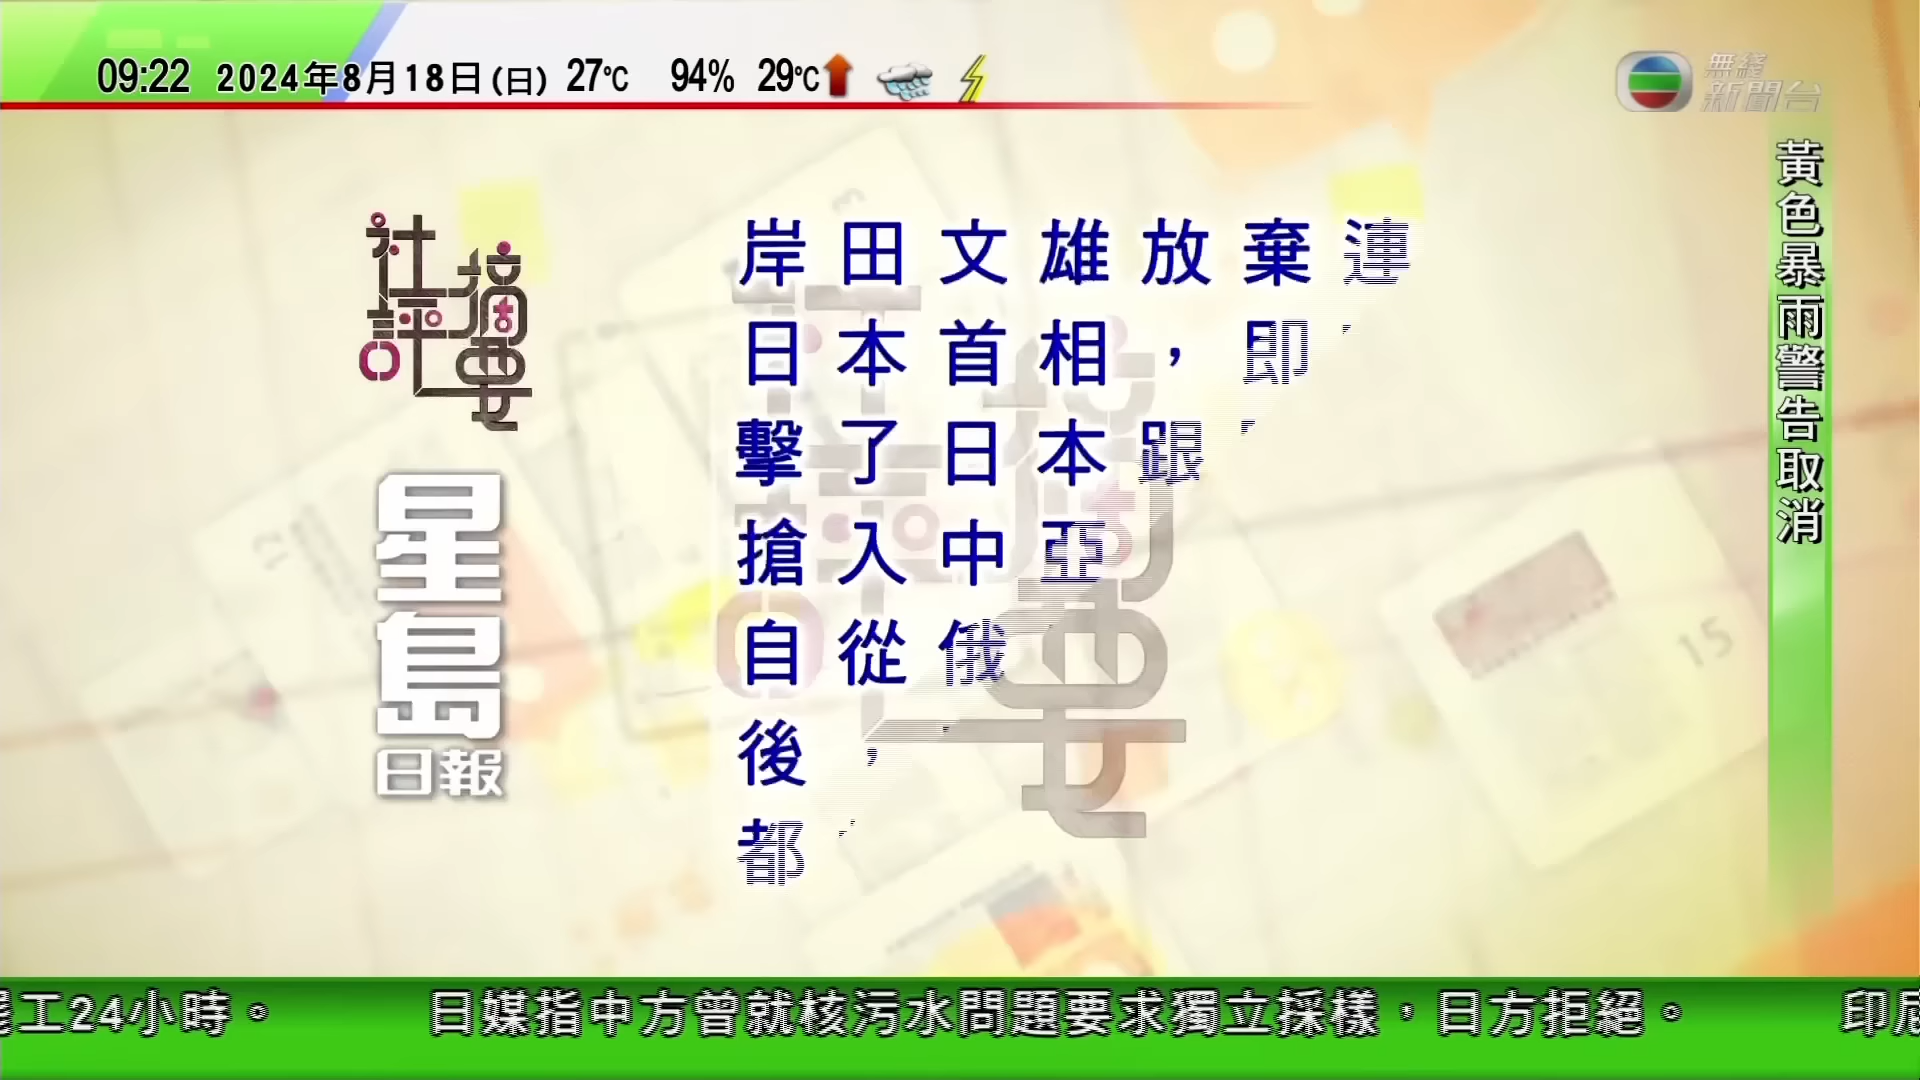 09:22 2024年8月18日(日) 27℃ 94% 29℃
無綫
新聞台
黃色暴雨警告取消
社評摘要
星島
日報
岸田文雄放棄連
日本首相，即
擊了日本跟
搶入中亞
自從俄
後，
都
工24小時。 日媒指中方曾就核污水問題要求獨立採樣，日方拒絕。 印